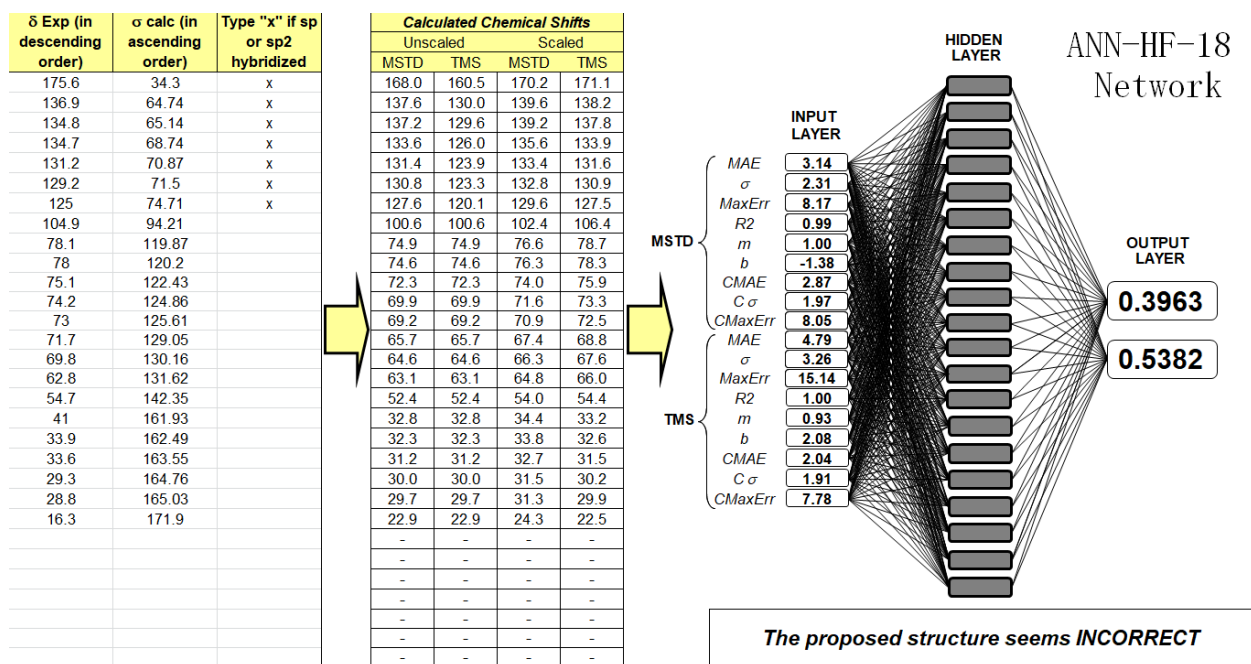 δ Exp (in descending order) σ calc (in ascending order) Type "x" if sp or sp2 hybridized
175.6 34.3 x
136.9 64.74 x
134.8 65.14 x
134.7 68.74 x
131.2 70.87 x
129.2 71.5 x
125 74.71 x
104.9 94.21
78.1 119.87
78 120.2
75.1 122.43
74.2 124.86
73 125.61
71.7 129.05
69.8 130.16
62.8 131.62
54.7 142.35
41 161.93
33.9 162.49
33.6 163.55
29.3 164.76
28.8 165.03
16.3 171.9
Calculated Chemical Shifts
Unscaled Scaled
MSTD TMS MSTD TMS
168.0 160.5 170.2 171.1
137.6 130.0 139.6 138.2
137.2 129.6 139.2 137.8
133.6 126.0 135.6 133.9
131.4 123.9 133.4 131.6
130.8 123.3 132.8 130.9
127.6 120.1 129.6 127.5
100.6 100.6 102.4 106.4
74.9 74.9 76.6 78.7
74.6 74.6 76.3 78.3
72.3 72.3 74.0 75.9
69.9 69.9 71.6 73.3
69.2 69.2 70.9 72.5
65.7 65.7 67.4 68.8
64.6 64.6 66.3 67.6
63.1 63.1 64.8 66.0
52.4 52.4 54.0 54.4
32.8 32.8 34.4 33.2
32.3 32.3 33.8 32.6
31.2 31.2 32.7 31.5
30.0 30.0 31.5 30.2
29.7 29.7 31.3 29.9
22.9 22.9 24.3 22.5
- - - -
- - - -
- - - -
- - - -
- - - -
- - - -
- - - -
ANN-HF-18
Network
HIDDEN
LAYER
INPUT
LAYER
MSTD
MAE 3.14
σ 2.31
MaxErr 8.17
R2 0.99
m 1.00
b -1.38
CMAE 2.87
C σ 1.97
CMaxErr 8.05
TMS
MAE 4.79
σ 3.26
MaxErr 15.14
R2 1.00
m 0.93
b 2.08
CMAE 2.04
C σ 1.91
CMaxErr 7.78
OUTPUT
LAYER
0.3963
0.5382
The proposed structure seems INCORRECT